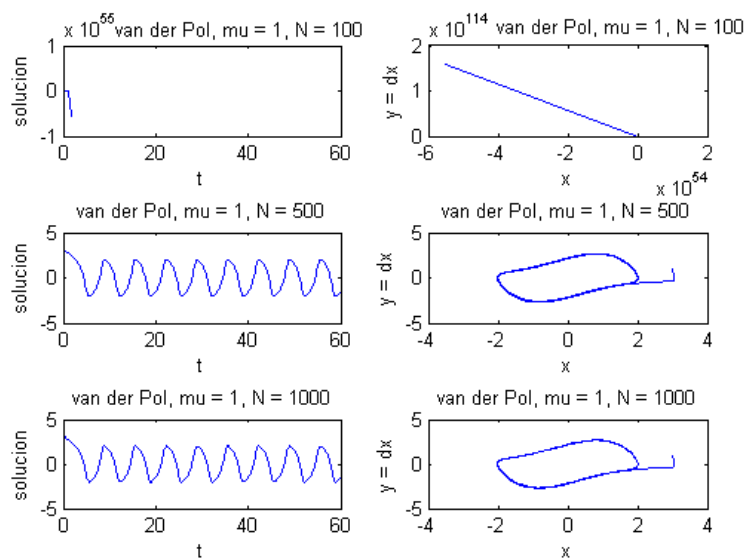 x 10^55 van der Pol, mu = 1, N = 100
solucion
1
0
-1
0 20 40 60
t
x 10^114 van der Pol, mu = 1, N = 100
y = dx
2
1
0
-6 -4 -2 0 2
x
x 10^54
van der Pol, mu = 1, N = 500
solucion
5
0
-5
0 20 40 60
t
van der Pol, mu = 1, N = 500
y = dx
5
0
-5
-4 -2 0 2 4
x
van der Pol, mu = 1, N = 1000
solucion
5
0
-5
0 20 40 60
t
van der Pol, mu = 1, N = 1000
y = dx
5
0
-5
-4 -2 0 2 4
x